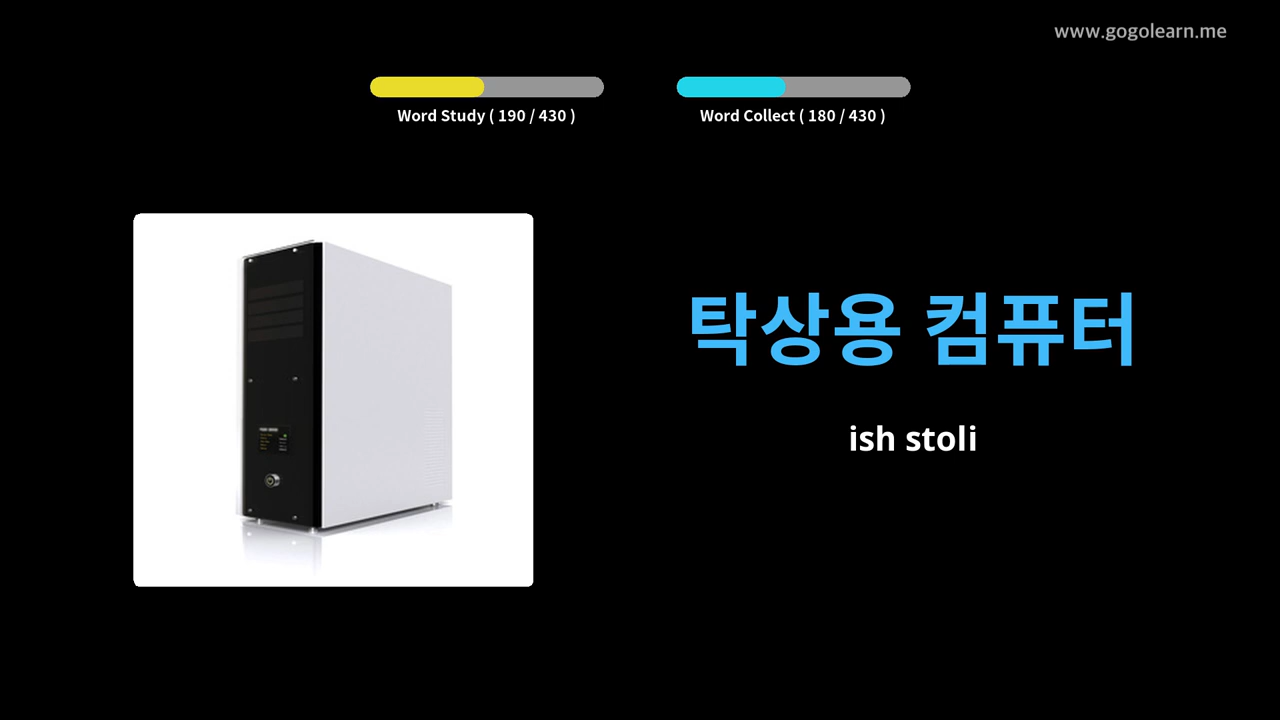 www.gogolearn.me
Word Study ( 190 / 430 )
Word Collect ( 180 / 430 )
탁상용 컴퓨터
ish stoli